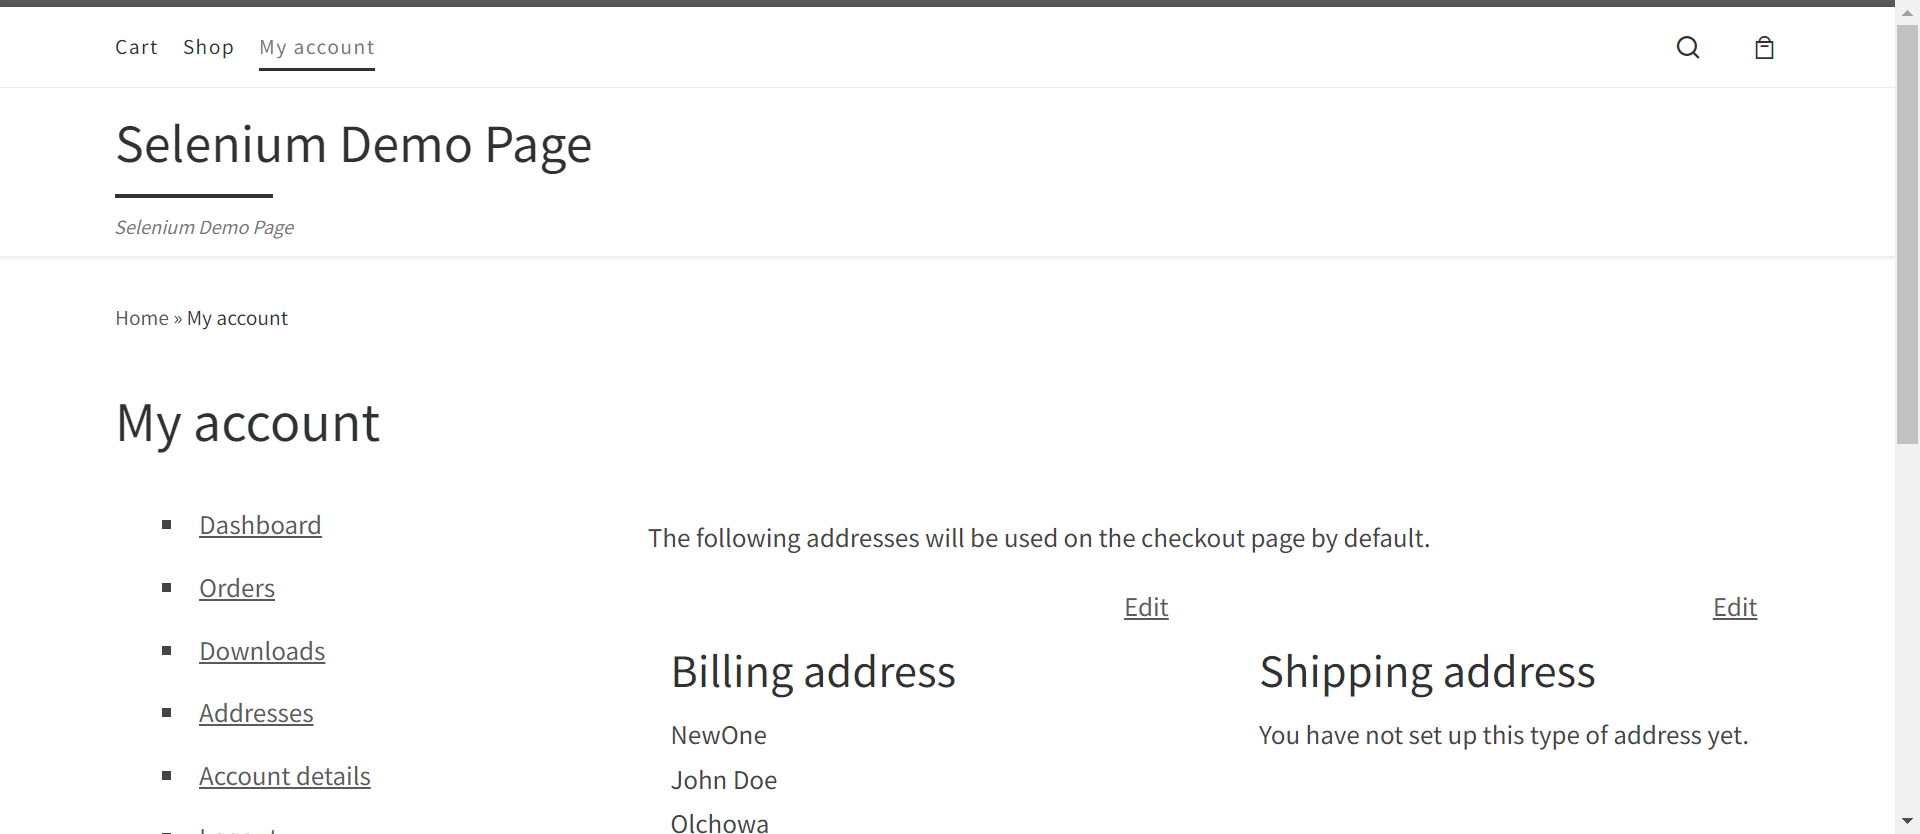 Cart Shop My account
Selenium Demo Page
Selenium Demo Page
Home » My account
My account
Dashboard
Orders
Downloads
Addresses
Account details
The following addresses will be used on the checkout page by default.
Edit
Billing address
NewOne
John Doe
Olchowa
Edit
Shipping address
You have not set up this type of address yet.